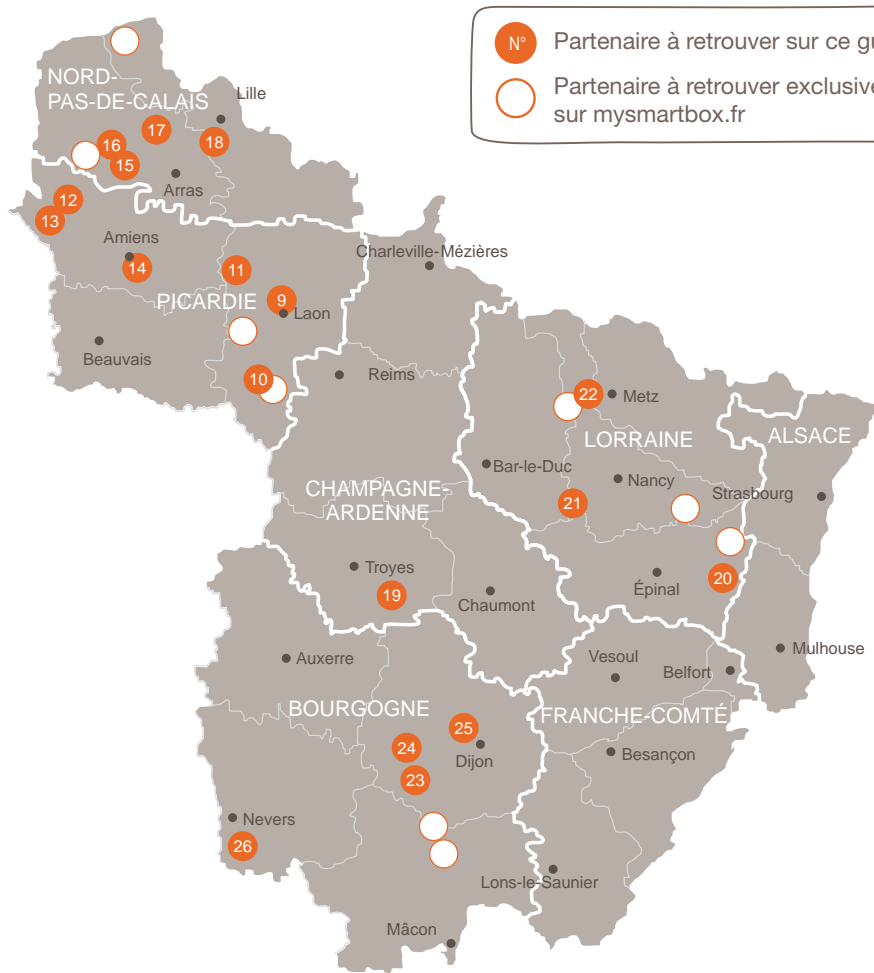 N° Partenaire à retrouver sur ce gu
Partenaire à retrouver exclusive
sur mysmartbox.fr
NORD-
PAS-DE-CALAIS
Lille
17
16
18
15
Arras
12
13
Amiens
14
11
Charleville-Mézières
PICARDIE
9
Laon
Beauvais
10
Reims
22
Metz
LORRAINE
ALSACE
Bar-le-Duc
Nancy
Strasbourg
CHAMPAGNE-
ARDENNE
21
Troyes
19
Chaumont
Épinal
20
Auxerre
Vesoul
Belfort
Mulhouse
BOURGOGNE
FRANCHE-COMTÉ
25
24
Dijon
23
Besançon
Nevers
26
Lons-le-Saunier
Mâcon